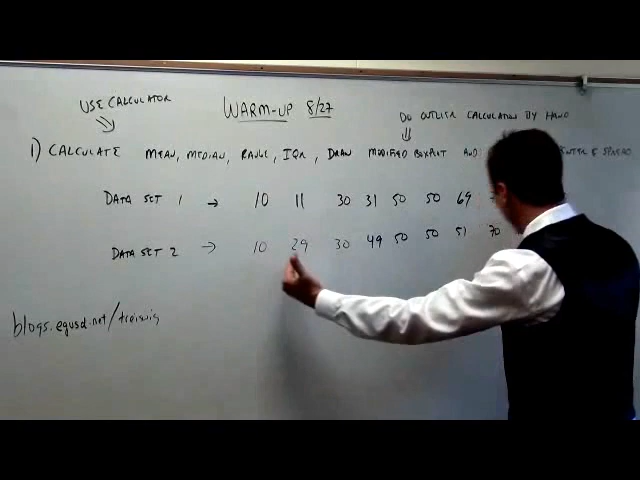 USE CALCULATOR
WARM-UP 8/27
DO OUTLIER CALCULATION BY HAND
1) CALCULATE MEAN, MEDIAN, RANGE, IQR, DRAW MODIFIED BOXPLOT AND & SPREAD
DATA SET 1 → 10 11 30 31 50 50 69
DATA SET 2 → 10 29 30 49 50 50 51 70
blogs.egusd.net/